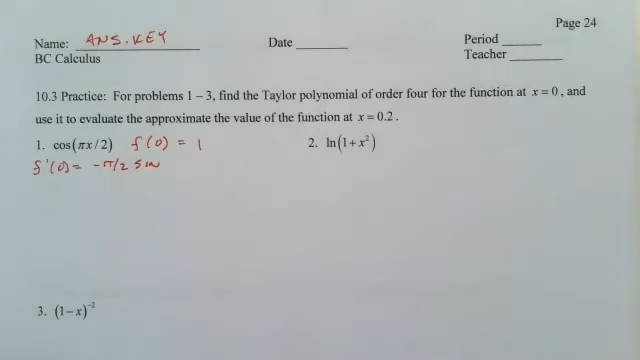 Page 24
Name: ANS. KEY Date ______ Period ______
BC Calculus Teacher ______
10.3 Practice: For problems 1 – 3, find the Taylor polynomial of order four for the function at x = 0, and
use it to evaluate the approximate the value of the function at x = 0.2.
1. cos(πx/2) f(0) = 1 2. ln(1+x²)
f'(0) = -π/2 sin
3. (1−x)⁻²